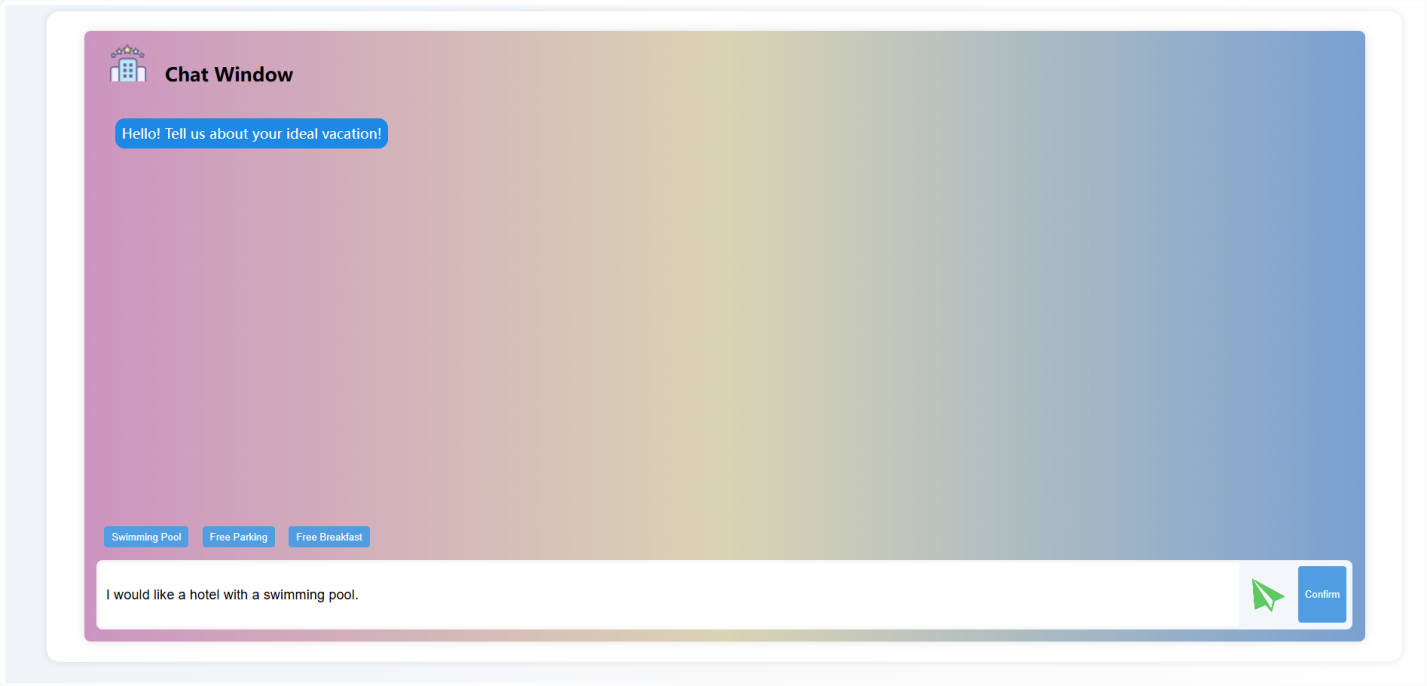 Chat Window
Hello! Tell us about your ideal vacation!
Swimming Pool Free Parking Free Breakfast
I would like a hotel with a swimming pool.
Confirm